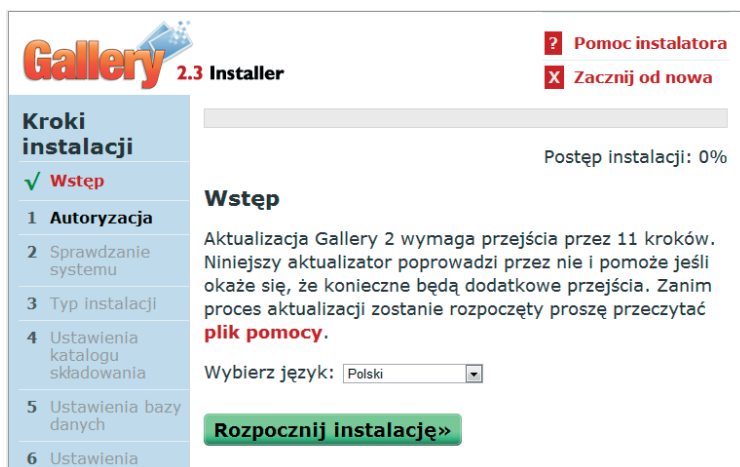 Gallery 2.3 Installer
? Pomoc instalatora
X Zacznij od nowa
Kroki
instalacji
√ Wstęp
1 Autoryzacja
2 Sprawdzanie
systemu
3 Typ instalacji
4 Ustawienia
katalogu
składowania
5 Ustawienia bazy
danych
6 Ustawienia
Postęp instalacji: 0%
Wstęp
Aktualizacja Gallery 2 wymaga przejścia przez 11 kroków.
Niniejszy aktualizator poprowadzi przez nie i pomoże jeśli
okaże się, że konieczne będą dodatkowe przejścia. Zanim
proces aktualizacji zostanie rozpoczęty proszę przeczytać
plik pomocy.
Wybierz język: Polski
Rozpocznij instalację»